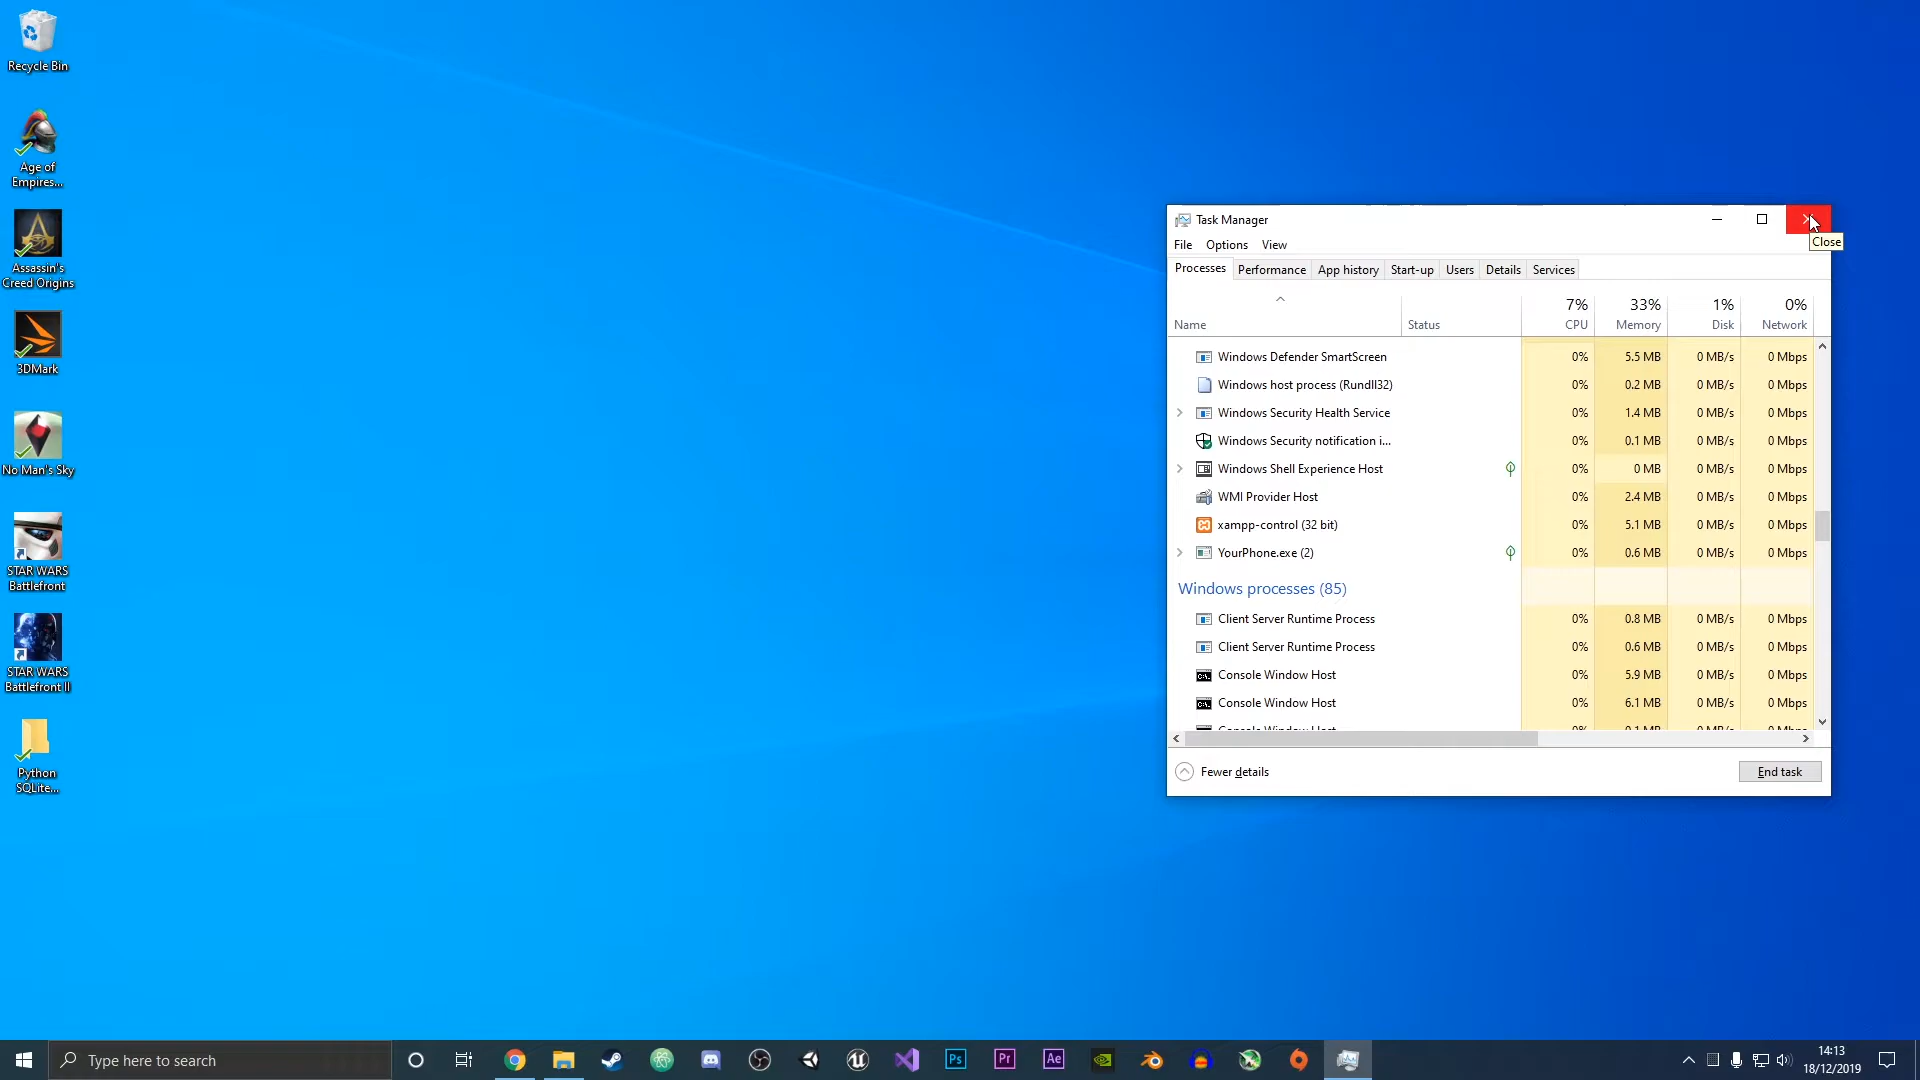 Recycle Bin
Age of
Empires...
Assassin's
Creed Origins
3DMark
No Man's Sky
STAR WARS
Battlefront
STAR WARS
Battlefront II
Python
SQLite...
Task Manager
Close
File Options View
Processes Performance App history Start-up Users Details Services
7% 33% 1% 0%
Name Status CPU Memory Disk Network
Windows Defender SmartScreen 0% 5.5 MB 0 MB/s 0 Mbps
Windows host process (Rundll32) 0% 0.2 MB 0 MB/s 0 Mbps
Windows Security Health Service 0% 1.4 MB 0 MB/s 0 Mbps
Windows Security notification i... 0% 0.1 MB 0 MB/s 0 Mbps
Windows Shell Experience Host 0% 0 MB 0 MB/s 0 Mbps
WMI Provider Host 0% 2.4 MB 0 MB/s 0 Mbps
xampp-control (32 bit) 0% 5.1 MB 0 MB/s 0 Mbps
YourPhone.exe (2) 0% 0.6 MB 0 MB/s 0 Mbps
Windows processes (85)
Client Server Runtime Process 0% 0.8 MB 0 MB/s 0 Mbps
Client Server Runtime Process 0% 0.6 MB 0 MB/s 0 Mbps
Console Window Host 0% 5.9 MB 0 MB/s 0 Mbps
Console Window Host 0% 6.1 MB 0 MB/s 0 Mbps
Fewer details End task
Type here to search
Ps
Pr
Ae
14:13
18/12/2019